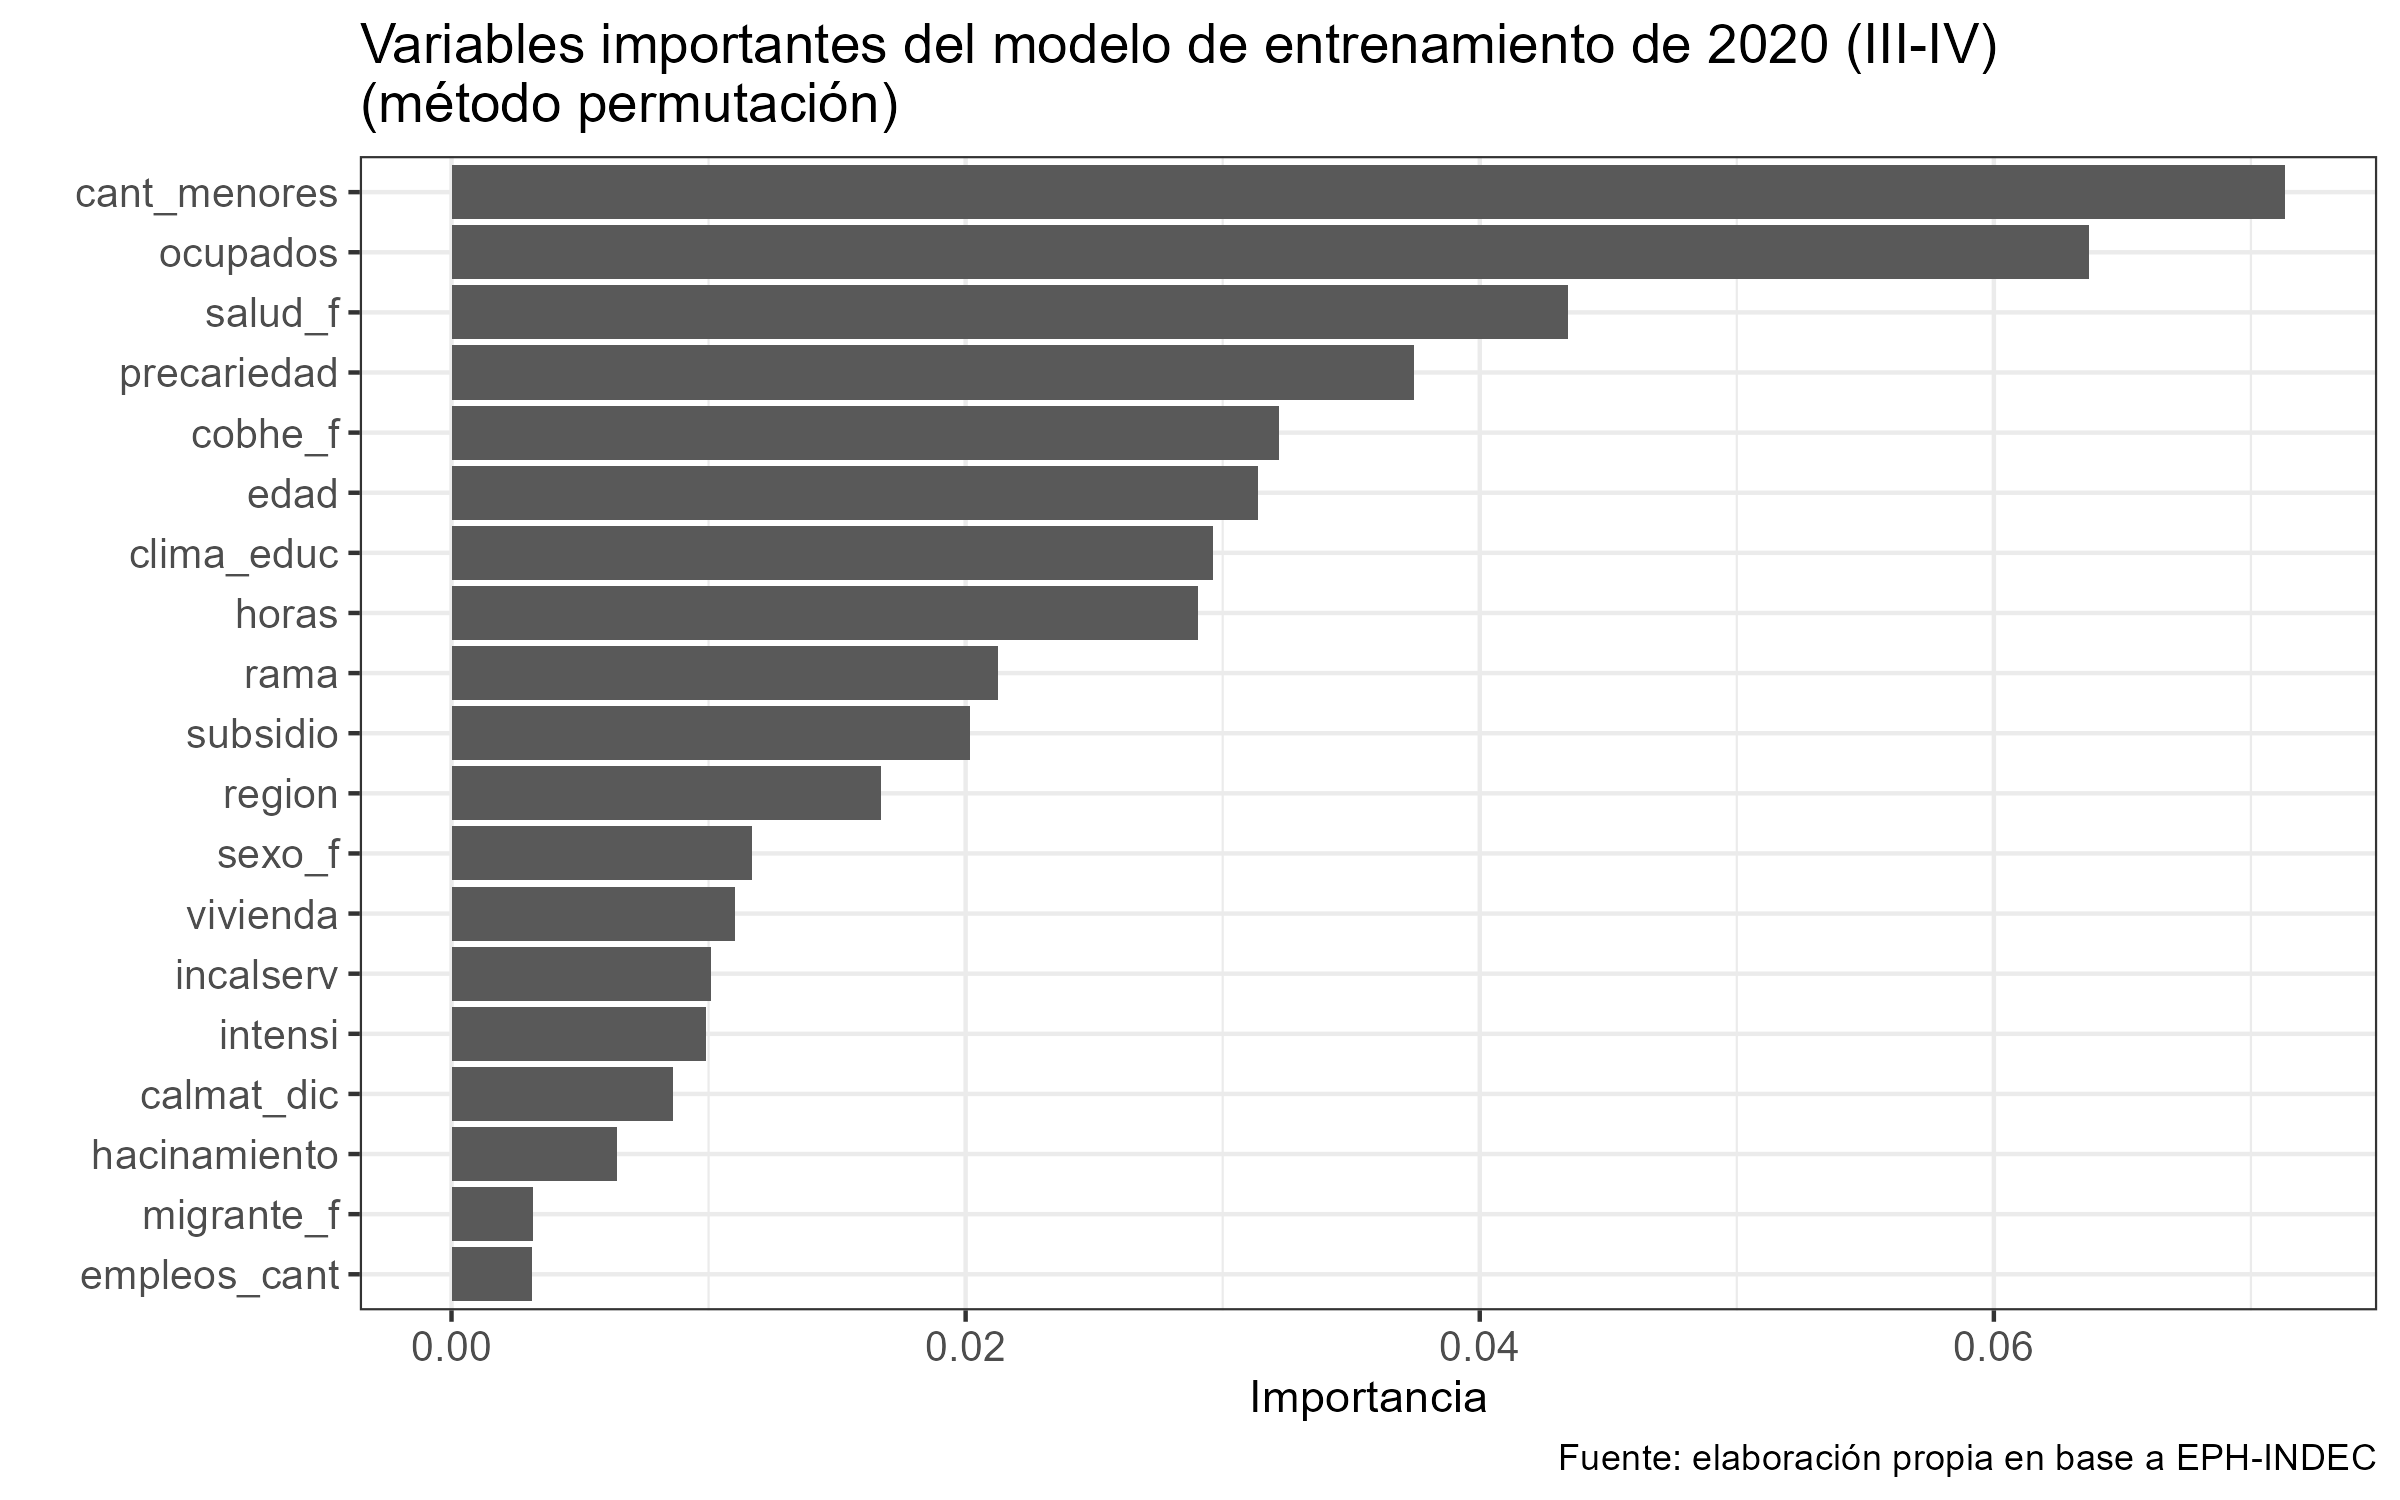 Variables importantes del modelo de entrenamiento de 2020 (III-IV)
(método permutación)
cant_menores
ocupados
salud_f
precariedad
cobhe_f
edad
clima_educ
horas
rama
subsidio
region
sexo_f
vivienda
incalserv
intensi
calmat_dic
hacinamiento
migrante_f
empleos_cant
0.00 0.02 0.04 0.06
Importancia
Fuente: elaboración propia en base a EPH-INDEC